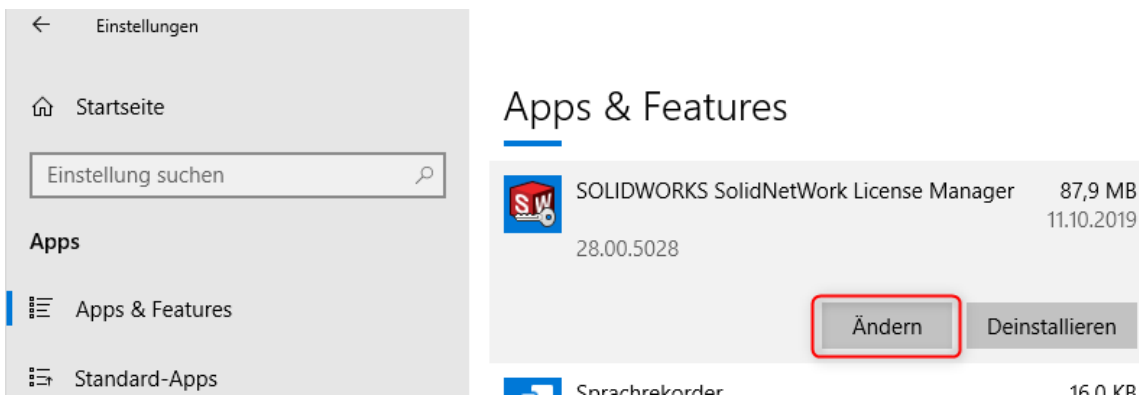 Einstellungen
Startseite
Einstellung suchen
Apps
Apps & Features
Standard-Apps
Apps & Features
SOLIDWORKS SolidNetWork License Manager 87,9 MB
11.10.2019
28.00.5028
Ändern Deinstallieren
Sprachrekorder 16,0 KB